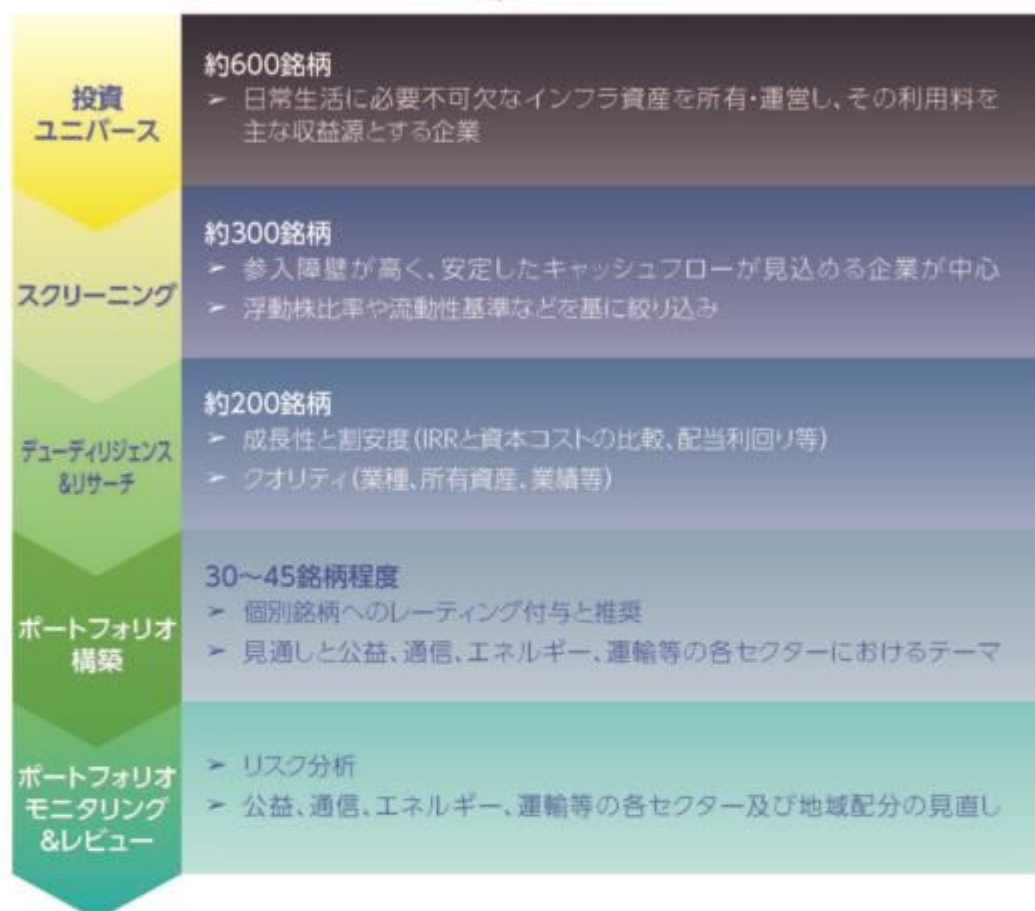 投資
ユニバース
約600銘柄
➢ 日常生活に必要不可欠なインフラ資産を所有・運営し、その利用料を
主な収益源とする企業
スクリーニング
約300銘柄
➢ 参入障壁が高く、安定したキャッシュフローが見込める企業が中心
➢ 浮動株比率や流動性基準などを基に絞り込み
デューディリジェンス
&リサーチ
約200銘柄
➢ 成長性と割安度(IRRと資本コストの比較、配当利回り等)
➢ クオリティ(業種、所有資産、業績等)
ポートフォリオ
構築
30～45銘柄程度
➢ 個別銘柄へのレーティング付与と推奨
➢ 見通しと公益、通信、エネルギー、運輸等の各セクターにおけるテーマ
ポートフォリオ
モニタリング
&レビュー
➢ リスク分析
➢ 公益、通信、エネルギー、運輸等の各セクター及び地域配分の見直し